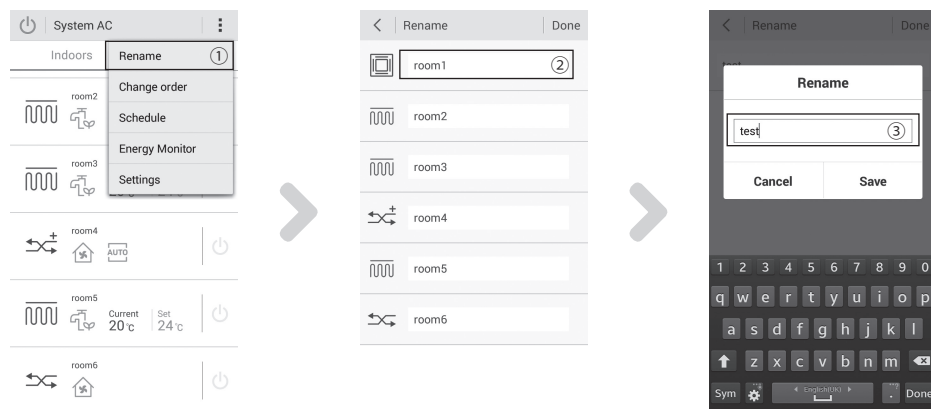 System AC
Indoors
Rename ①
Change order
Schedule
Energy Monitor
Settings
room2
room3
room4
AUTO
room5
Current Set
20°C 24°C
room6
Rename Done
room1 ②
room2
room3
room4
room5
room6
Rename Done
Rename
test ③
Cancel Save
1 2 3 4 5 6 7 8 9 0
q w e r t y u i o p
a s d f g h j k l
z x c v b n m
Sym English(UK) . Done